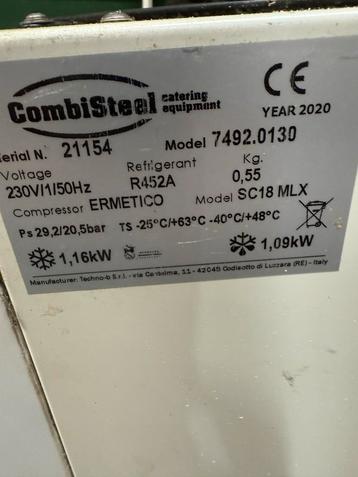 CombiSteel catering equipment CE
YEAR 2020
erial N. 21154 Model 7492.0130
Voltage Refrigerant Kg.
230V/1/50Hz R452A 0,55
Compressor ERMETICO Model SC18 MLX
Ps 29,2/20,5bar TS -25°C/+63°C -40°C/+48°C
1,16kW 1,09kW
Manufacturer: Techno-b S.r.l. - via Cantonia, 11 - 42045 Codisotto di Luzzara (RE) - Italy